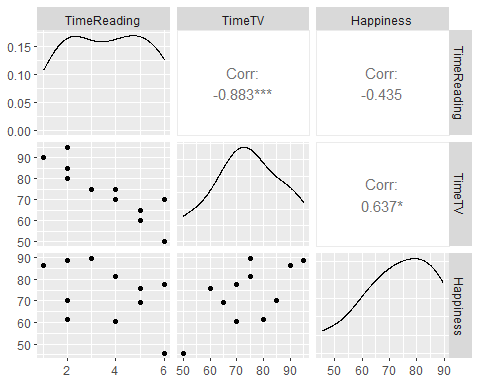 TimeReading TimeTV Happiness
0.15
0.10
0.05
0.00
Corr:
-0.883***
Corr:
-0.435
TimeReading
90
80
70
60
50
Corr:
0.637*
TimeTV
90
80
70
60
50
Happiness
2 4 6 50 60 70 80 90 50 60 70 80 90